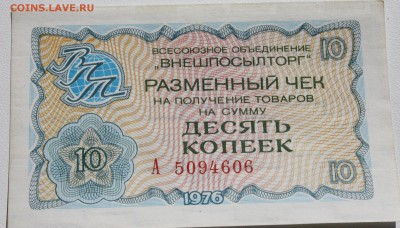 COINS.LAVE.RU
ВСЕСОЮЗНОЕ ОБЪЕДИНЕНИЕ
„ВНЕШПОСЫЛТОРГ"
10
ВПТ
РАЗМЕННЫЙ ЧЕК
НА ПОЛУЧЕНИЕ ТОВАРОВ
НА СУММУ
ДЕСЯТЬ
КОПЕЕК
10
А 5094606
10
1976